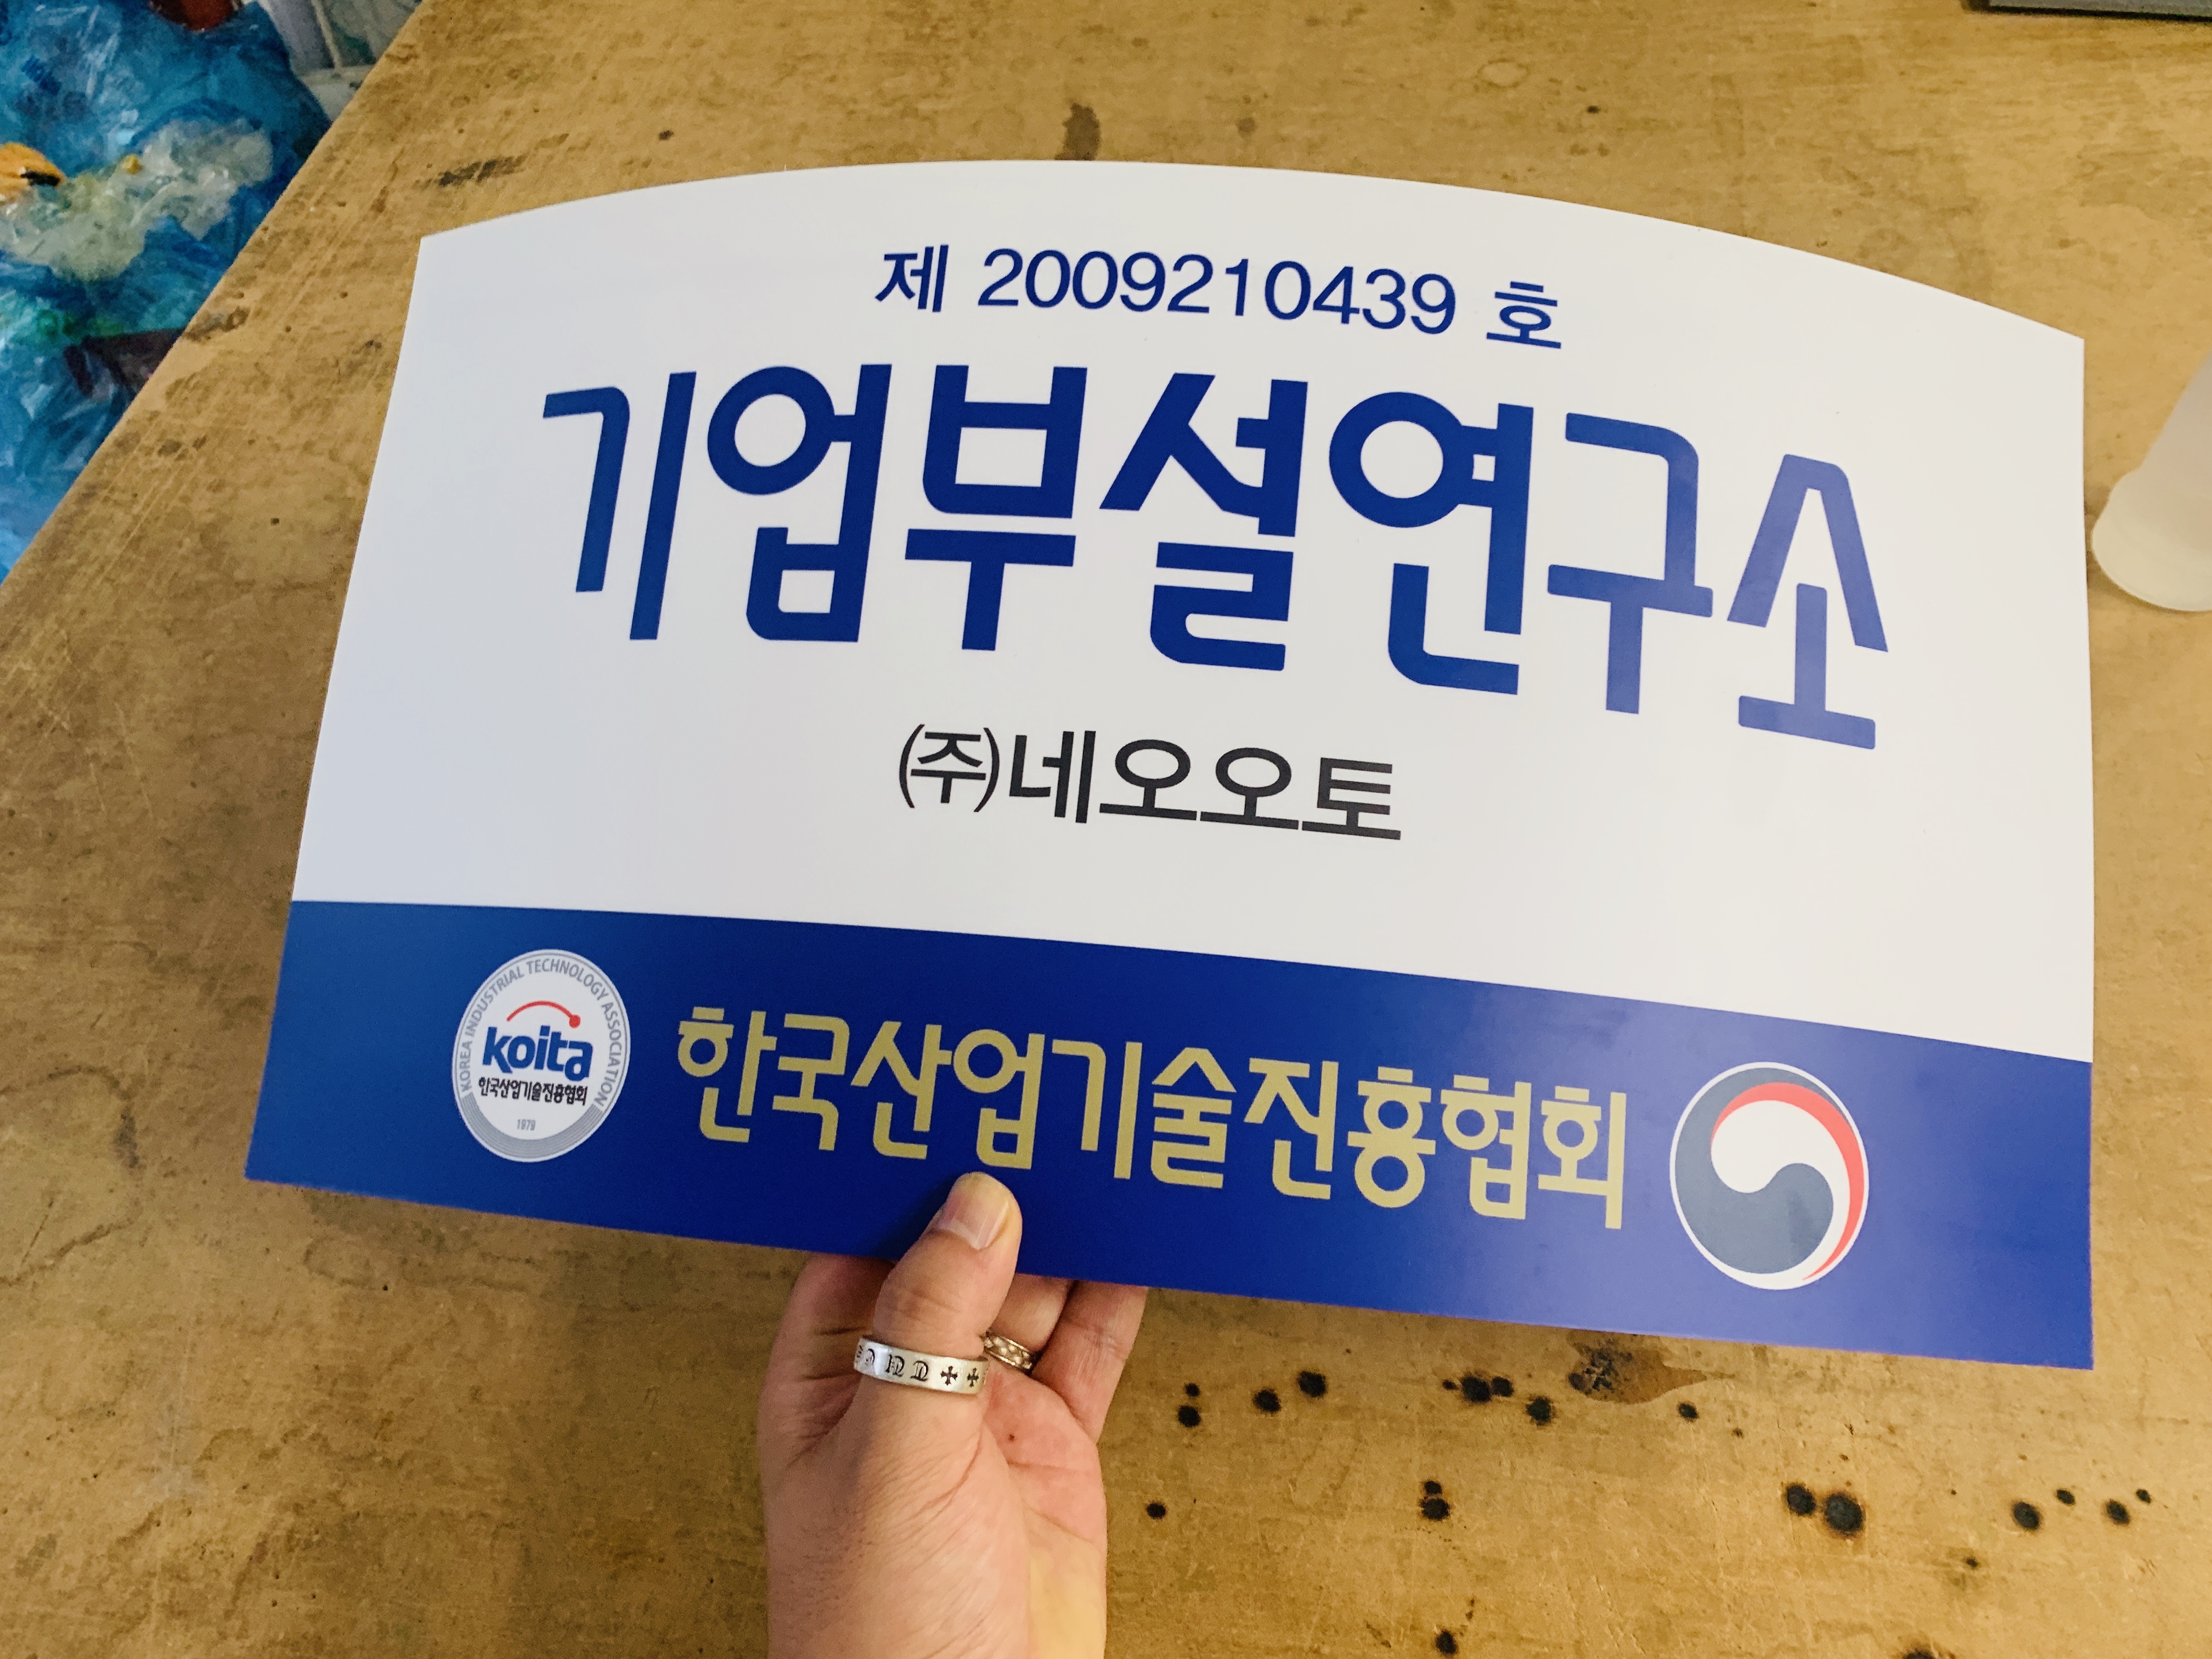 제 2009210439 호
기업부설연구소
㈜네오오토
KOREA INDUSTRIAL TECHNOLOGY ASSOCIATION
koita
한국산업기술진흥협회
1979
한국산업기술진흥협회